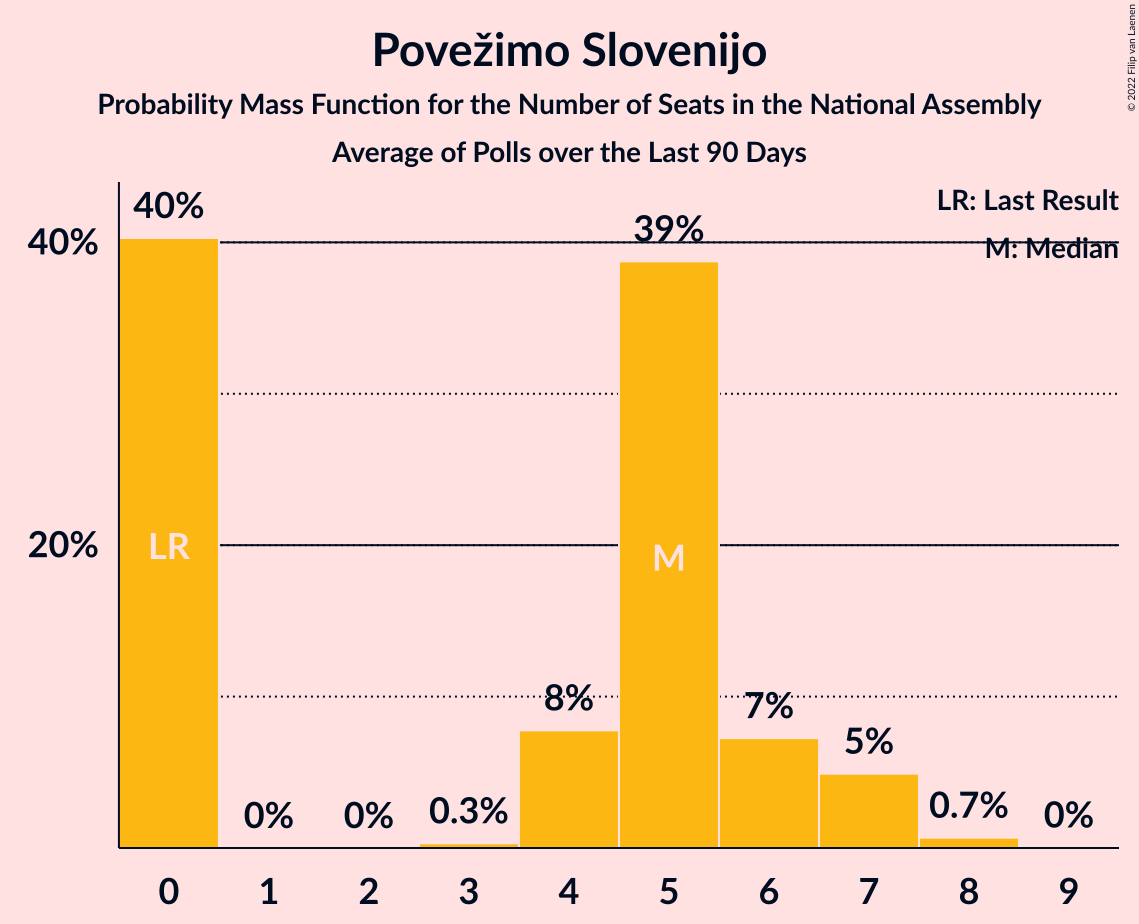 Povežimo Slovenijo
Probability Mass Function for the Number of Seats in the National Assembly
Average of Polls over the Last 90 Days
© 2022 Filip van Laenen
LR: Last Result
M: Median
40%
20%
40%
0%
0%
0.3%
8%
39%
7%
5%
0.7%
0%
LR
M
0 1 2 3 4 5 6 7 8 9